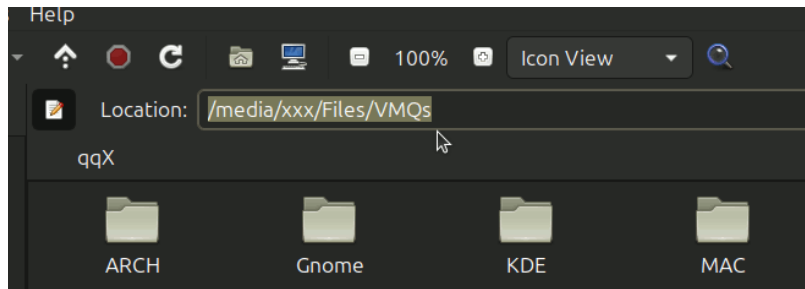 Help
100% Icon View
Location: /media/xxx/Files/VMQs
qqX
ARCH Gnome KDE MAC